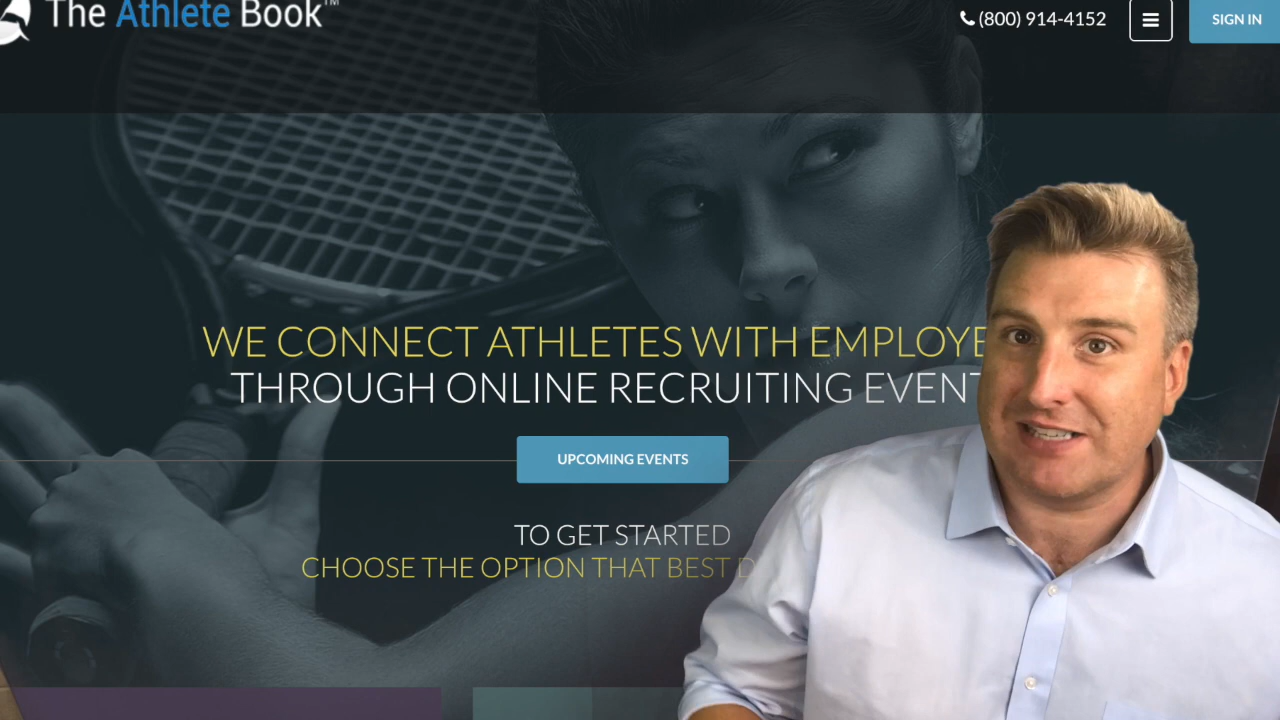 The Athlete Book™
(800) 914-4152
SIGN IN
WE CONNECT ATHLETES WITH EMPLOYE
THROUGH ONLINE RECRUITING EVENT
UPCOMING EVENTS
TO GET STARTED
CHOOSE THE OPTION THAT BEST D